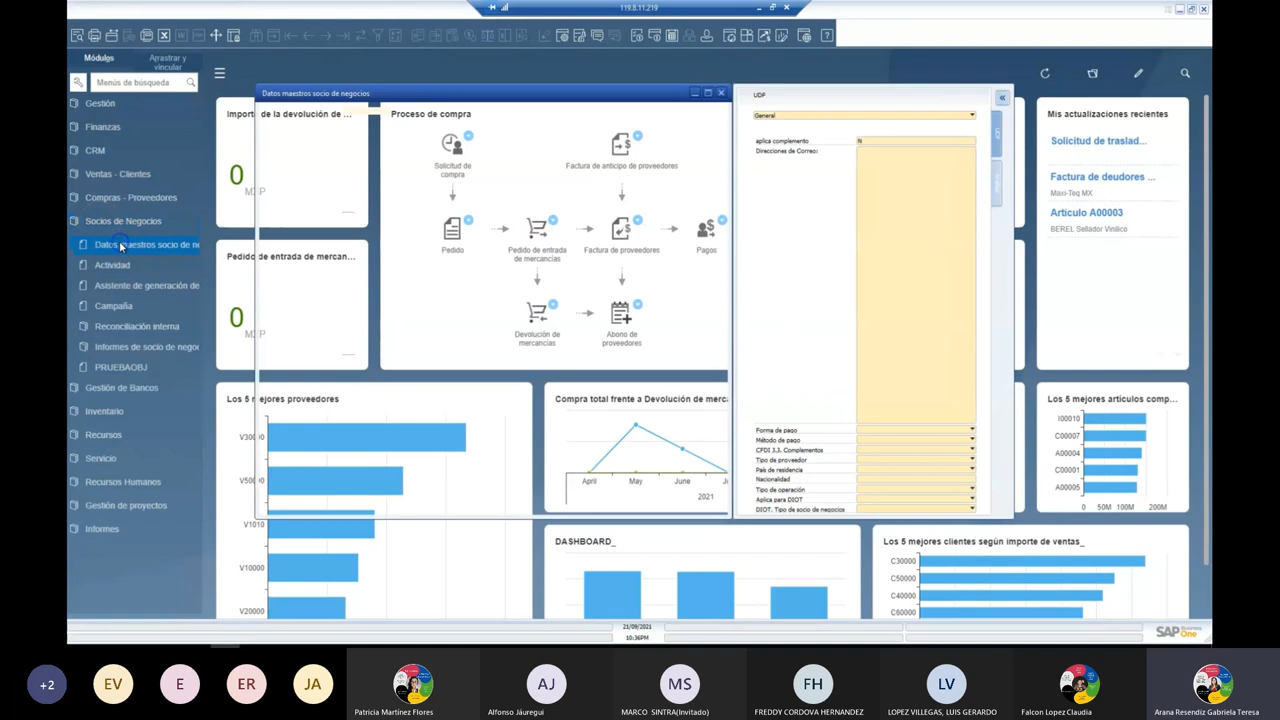 119.8.11.219
Módulos
Arrastrar y vincular
Menús de búsqueda
Gestión
Finanzas
CRM
Ventas - Clientes
Compras - Proveedores
Socios de Negocios
Datos maestros socio de ne
Actividad
Asistente de generación de
Campaña
Reconciliación interna
Informes de socio de negor
PRUEBAOBJ
Gestión de Bancos
Inventario
Recursos
Servicio
Recursos Humanos
Gestión de proyectos
Informes
Importe de la devolución de ...
0
Pedido de entrada de mercan...
0
Datos maestros socio de negocios
Proceso de compra
Solicitud de compra
Factura de anticipo de proveedores
Pedido
Pedido de entrada de mercancías
Factura de proveedores
Pagos
Devolución de mercancías
Abono de proveedores
UDF
General
aplica complemento
N
Direcciones de Correo:
Forma de pago
Método de pago
CFDI 3.3. Complementos
Tipo de proveedor
País de residencia
Nacionalidad
Tipo de operación
Aplica para DIOT
DIOT. Tipo de socio de negocios
Mis actualizaciones recientes
Solicitud de traslad...
Factura de deudores ...
Maxi-Teq MX
Artículo A00003
BEREL Sellador Vinilico
Los 5 mejores proveedores
V1010
V10000
V20000
Compra total frente a Devolución de merca
April
May
June
2021
Los 5 mejores artículos comp...
I00010
C00007
A00004
C00001
A00005
0
50M
100M
200M
DASHBOARD_
Los 5 mejores clientes según importe de ventas_
C30000
C50000
C40000
C60000
21/09/2021
10:36PM
SAP Business One
+2
EV
E
ER
JA
Patricia Martínez Flores
AJ
Alfonso Jáuregui
MS
MARCO SINTRA(Invitado)
FH
FREDDY CORDOVA HERNANDEZ
LV
LOPEZ VILLEGAS, LUIS GERARDO
Falcon Lopez Claudia
Arana Resendiz Gabriela Teresa